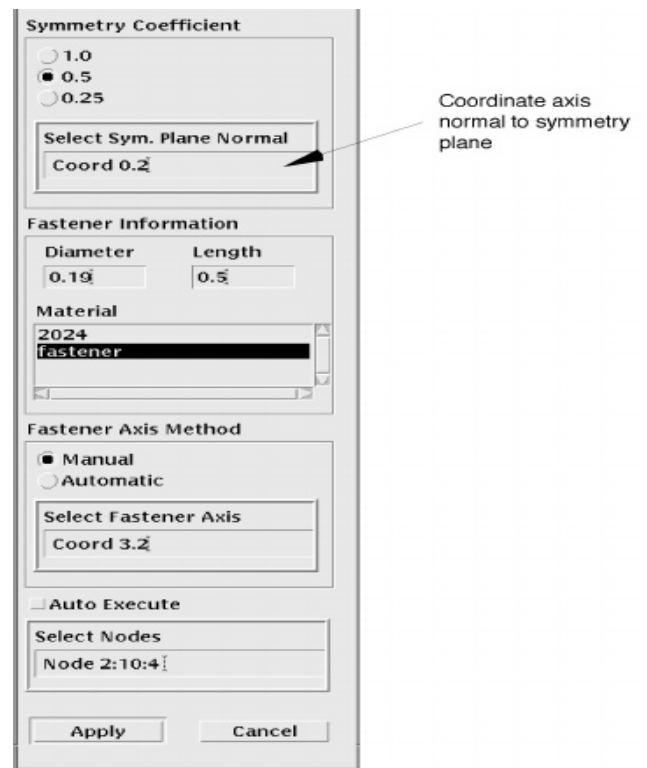 Symmetry Coefficient
1.0
0.5
0.25
Select Sym. Plane Normal
Coord 0.2
Coordinate axis
normal to symmetry
plane
Fastener Information
Diameter Length
0.19 0.5
Material
2024
fastener
Fastener Axis Method
Manual
Automatic
Select Fastener Axis
Coord 3.2
Auto Execute
Select Nodes
Node 2:10:4
Apply Cancel